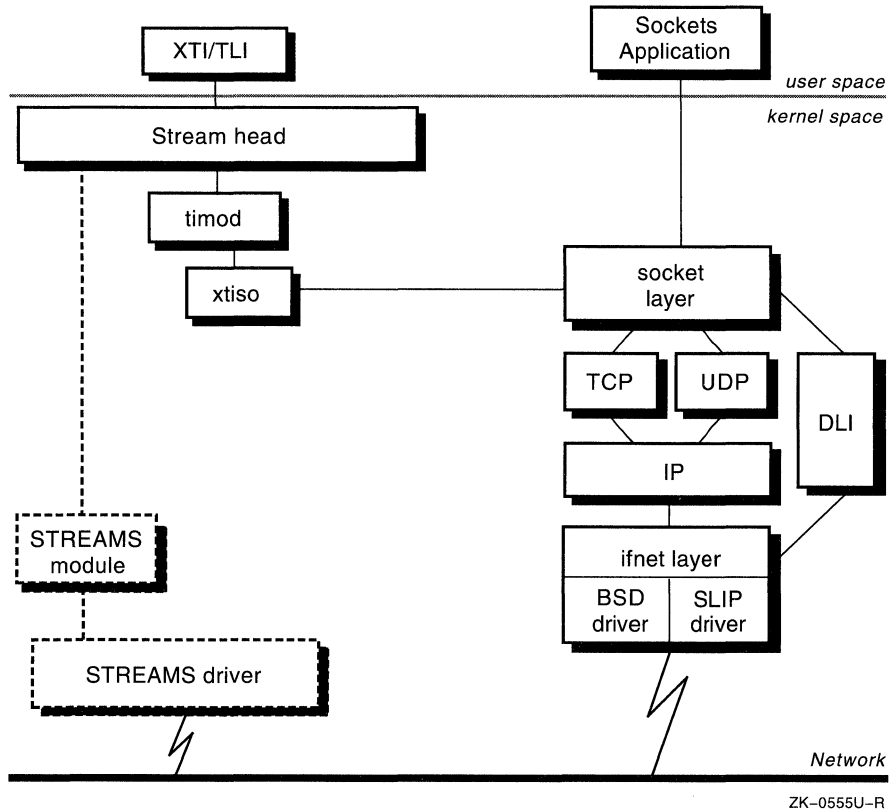 XTI/TLI
Sockets
Application
user space
kernel space
Stream head
timod
xtiso
socket
layer
TCP
UDP
DLI
IP
STREAMS
module
ifnet layer
BSD
driver
SLIP
driver
STREAMS driver
Network
ZK-0555U-R